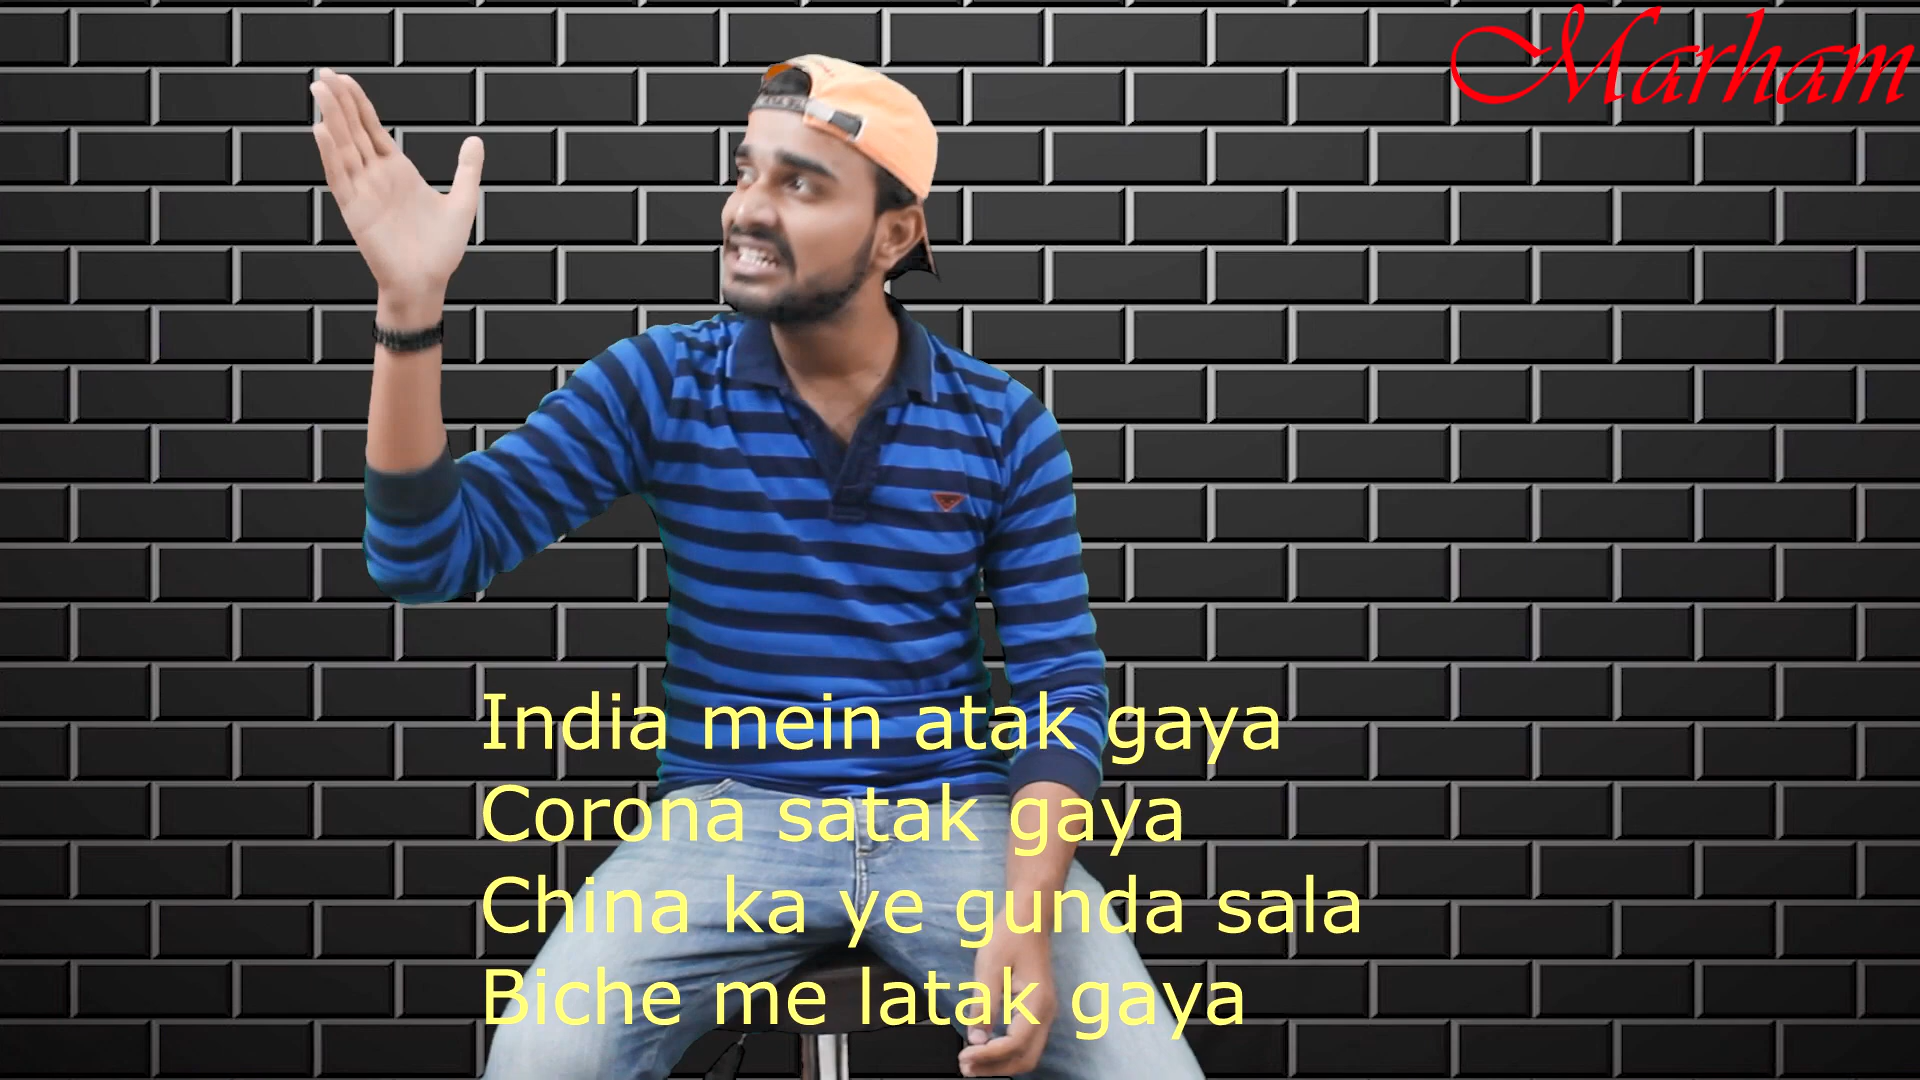 Marham
India mein atak gaya
Corona satak gaya
China ka ye gunda sala
Biche me latak gaya